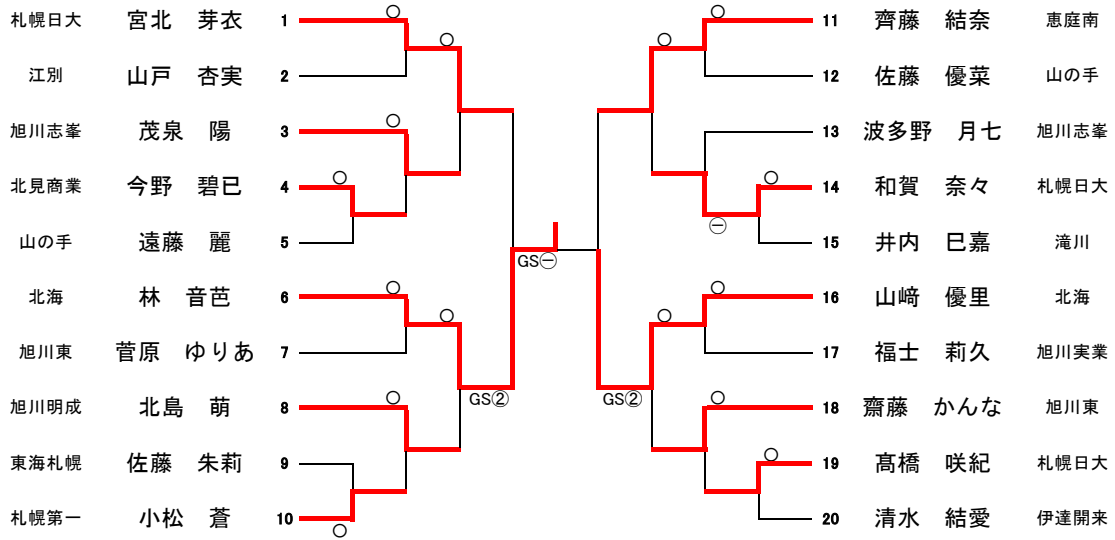 札幌日大 宮北 芽衣 1 ○
江別 山戸 杏実 2 ○
旭川志峯 茂泉 陽 3 ○
北見商業 今野 碧已 4 ○
山の手 遠藤 麗 5
北海 林 音芭 6 ○
旭川東 菅原 ゆりあ 7 ○
旭川明成 北島 萌 8 ○
東海札幌 佐藤 朱莉 9
札幌第一 小松 蒼 10 ○
GS㊀
GS②
GS②
○ 11 齊藤 結奈 恵庭南
○ 12 佐藤 優菜 山の手
13 波多野 月七 旭川志峯
○ 14 和賀 奈々 札幌日大
㊀ 15 井内 巳嘉 滝川
○ 16 山﨑 優里 北海
○ 17 福士 莉久 旭川実業
○ 18 齋藤 かんな 旭川東
○ 19 髙橋 咲紀 札幌日大
20 清水 結愛 伊達開来